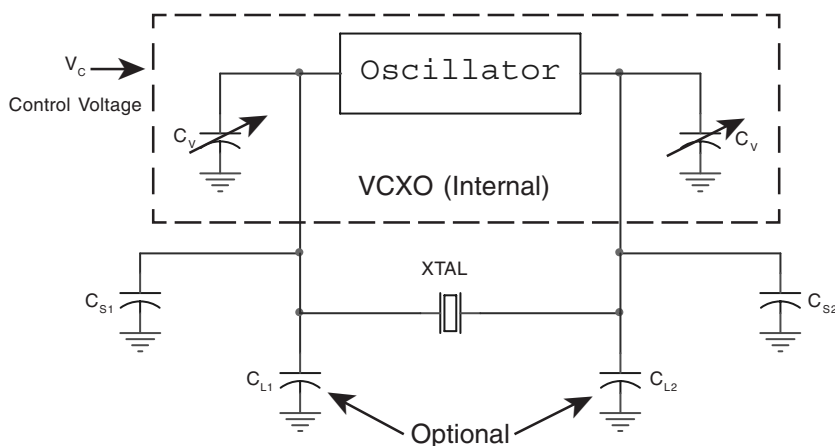 V_C
Control Voltage
Oscillator
C_V
C_V
VCXO (Internal)
XTAL
C_S1
C_S2
C_L1
C_L2
Optional